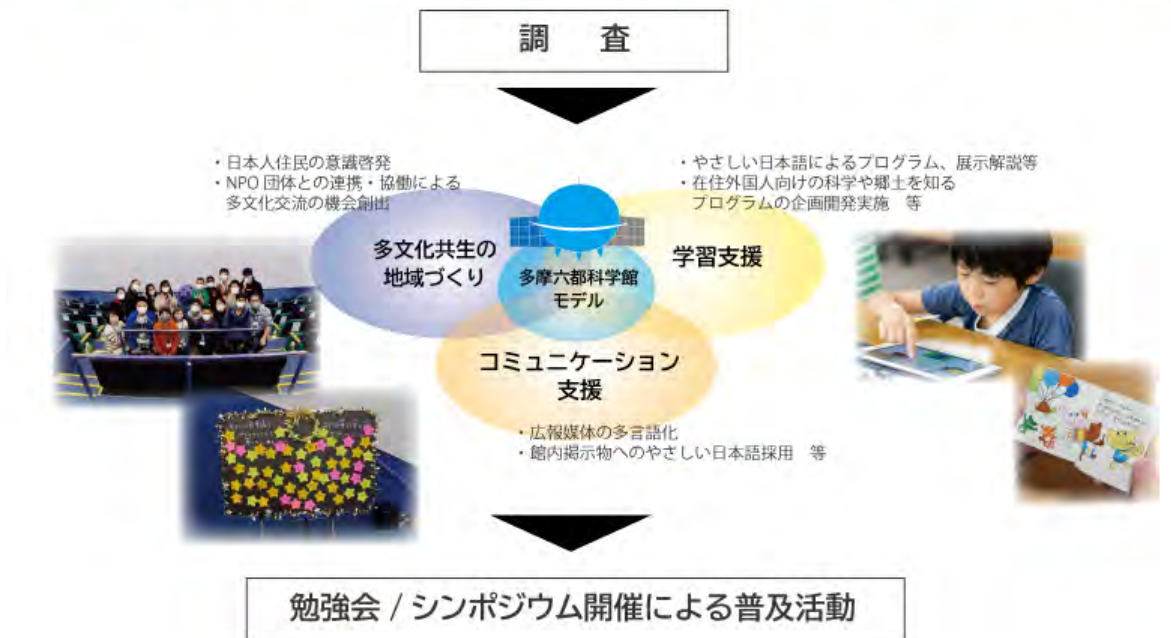 調　査
・日本人住民の意識啓発
・NPO 団体との連携・協働による
多文化交流の機会創出
・やさしい日本語によるプログラム、展示解説等
・在住外国人向けの科学や郷土を知る
プログラムの企画開発実施　等
多文化共生の
地域づくり
多摩六都科学館
モデル
学習支援
コミュニケーション
支援
・広報媒体の多言語化
・館内掲示物へのやさしい日本語採用　等
勉強会 / シンポジウム開催による普及活動